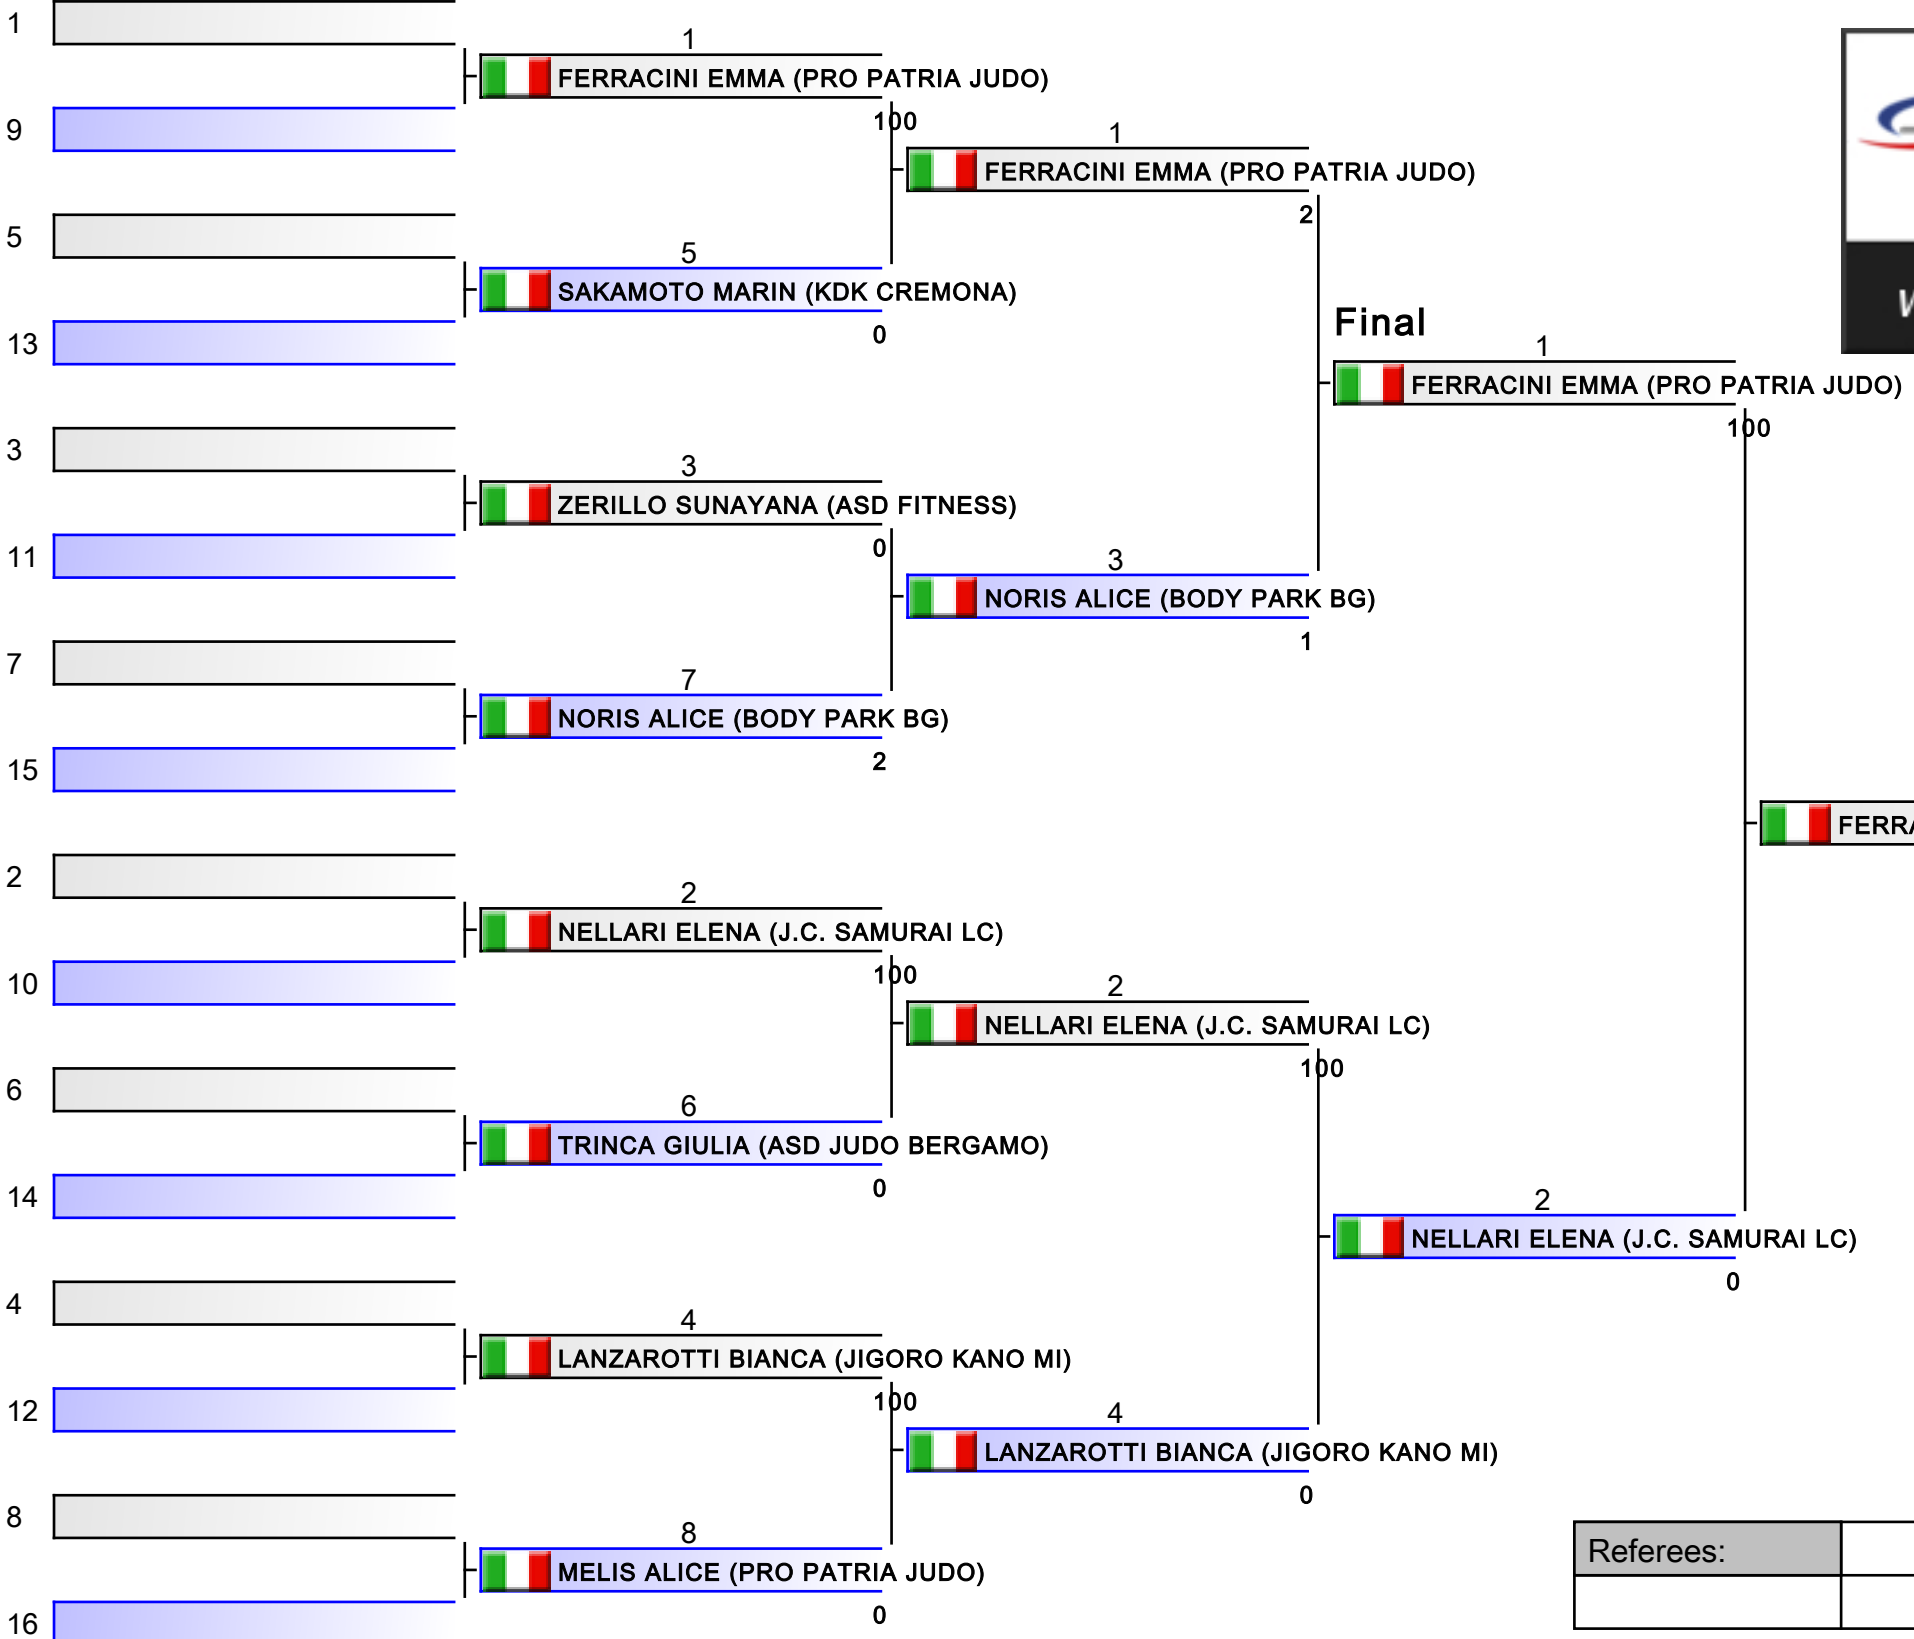 1
1
FERRACINI EMMA (PRO PATRIA JUDO)
100
9
1
FERRACINI EMMA (PRO PATRIA JUDO)
2
5
5
SAKAMOTO MARIN (KDK CREMONA)
0
13
Final
1
FERRACINI EMMA (PRO PATRIA JUDO)
100
3
3
ZERILLO SUNAYANA (ASD FITNESS)
0
11
3
NORIS ALICE (BODY PARK BG)
1
7
7
NORIS ALICE (BODY PARK BG)
2
15
FERRA
2
2
NELLARI ELENA (J.C. SAMURAI LC)
100
10
2
NELLARI ELENA (J.C. SAMURAI LC)
100
6
6
TRINCA GIULIA (ASD JUDO BERGAMO)
0
14
2
NELLARI ELENA (J.C. SAMURAI LC)
0
4
4
LANZAROTTI BIANCA (JIGORO KANO MI)
100
12
4
LANZAROTTI BIANCA (JIGORO KANO MI)
0
8
8
MELIS ALICE (PRO PATRIA JUDO)
0
16
Referees: